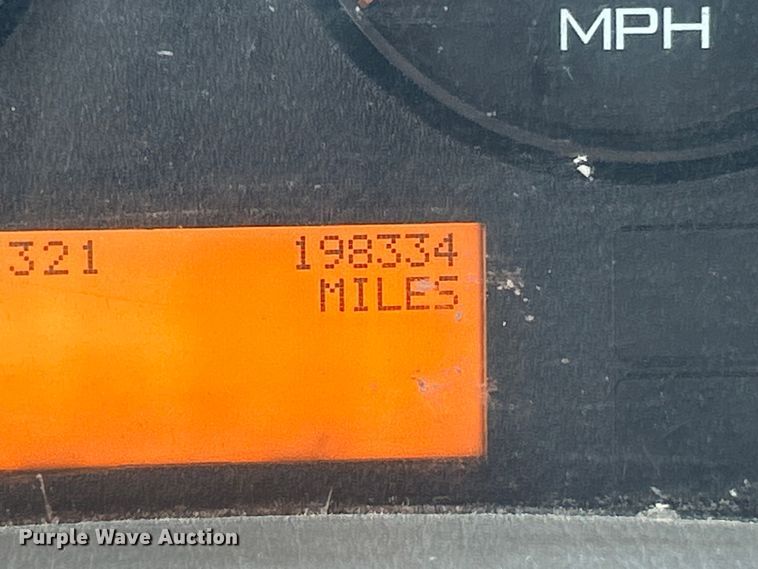 MPH
321 198334
MILES
Purple Wave Auction